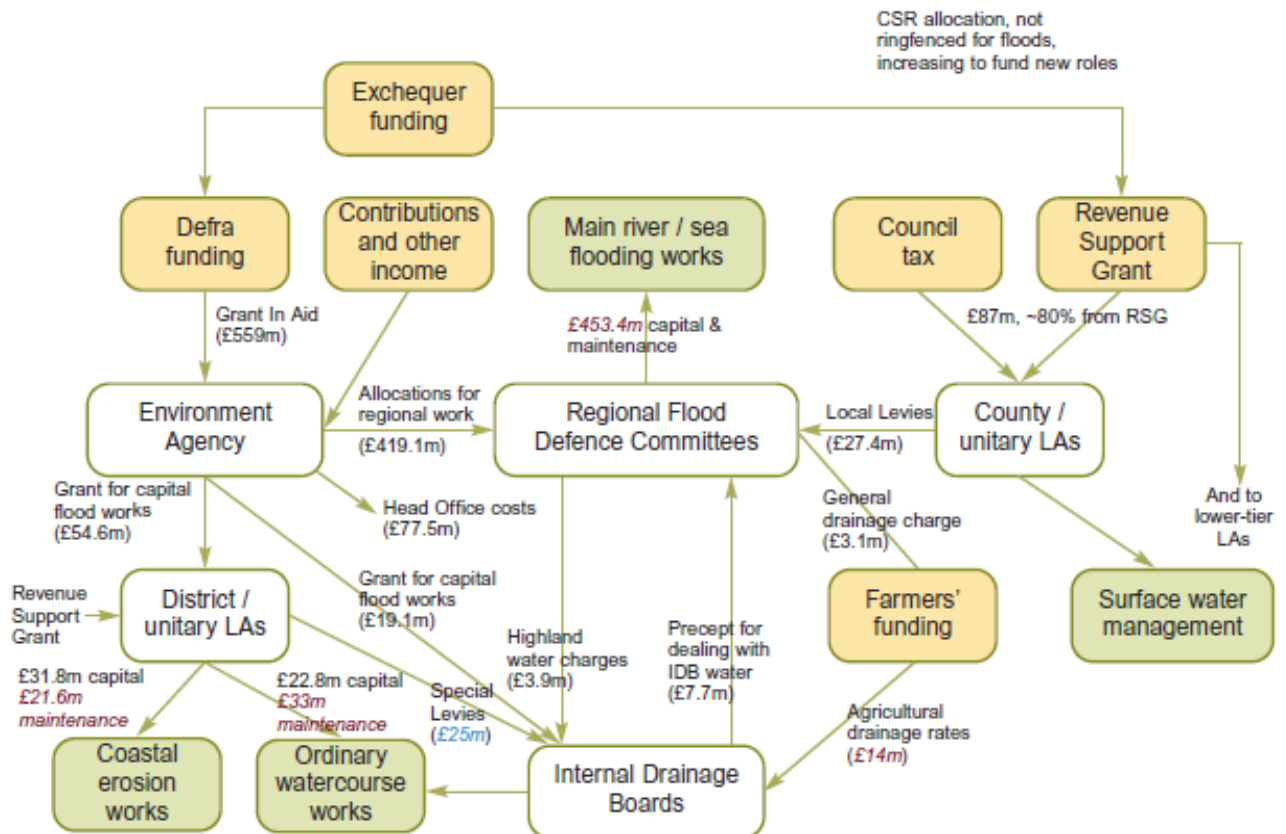 CSR allocation, not
ringfenced for floods,
increasing to fund new roles
Exchequer
funding
Defra
funding
Contributions
and other
income
Main river / sea
flooding works
Council
tax
Revenue
Support
Grant
Grant In Aid
(£559m)
£453.4m capital &
maintenance
£87m, ~80% from RSG
Environment
Agency
Allocations for
regional work
(£419.1m)
Regional Flood
Defence Committees
Local Levies
(£27.4m)
County /
unitary LAs
Grant for capital
flood works
(£54.6m)
Head Office costs
(£77.5m)
General
drainage charge
(£3.1m)
And to
lower-tier
LAs
Revenue
Support
Grant
District /
unitary LAs
Grant for capital
flood works
(£19.1m)
Highland
water charges
(£3.9m)
Precept for
dealing with
IDB water
(£7.7m)
Farmers'
funding
Surface water
management
£31.8m capital
£21.6m
maintenance
£22.8m capital
£33m
maintenance
Special
Levies
(£25m)
Agricultural
drainage rates
(£14m)
Coastal
erosion
works
Ordinary
watercourse
works
Internal Drainage
Boards